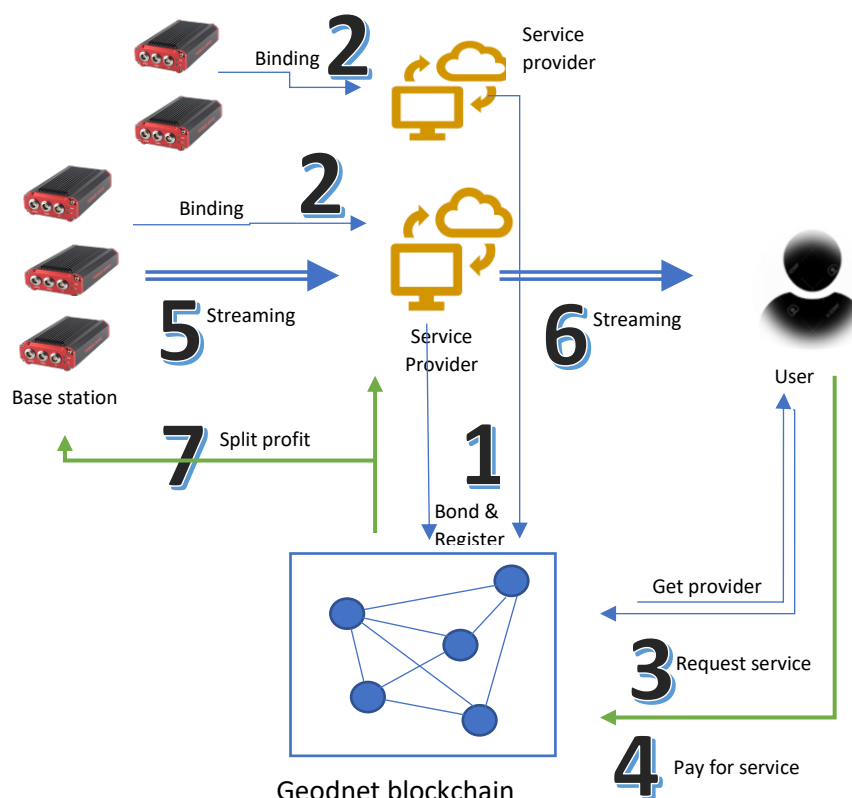 Binding
2
Service
provider
Binding
2
5
Streaming
Service
Provider
6
Streaming
Base station
User
7
Split profit
1
Bond &
Register
Get provider
3
Request service
4
Pay for service
Geodnet blockchain